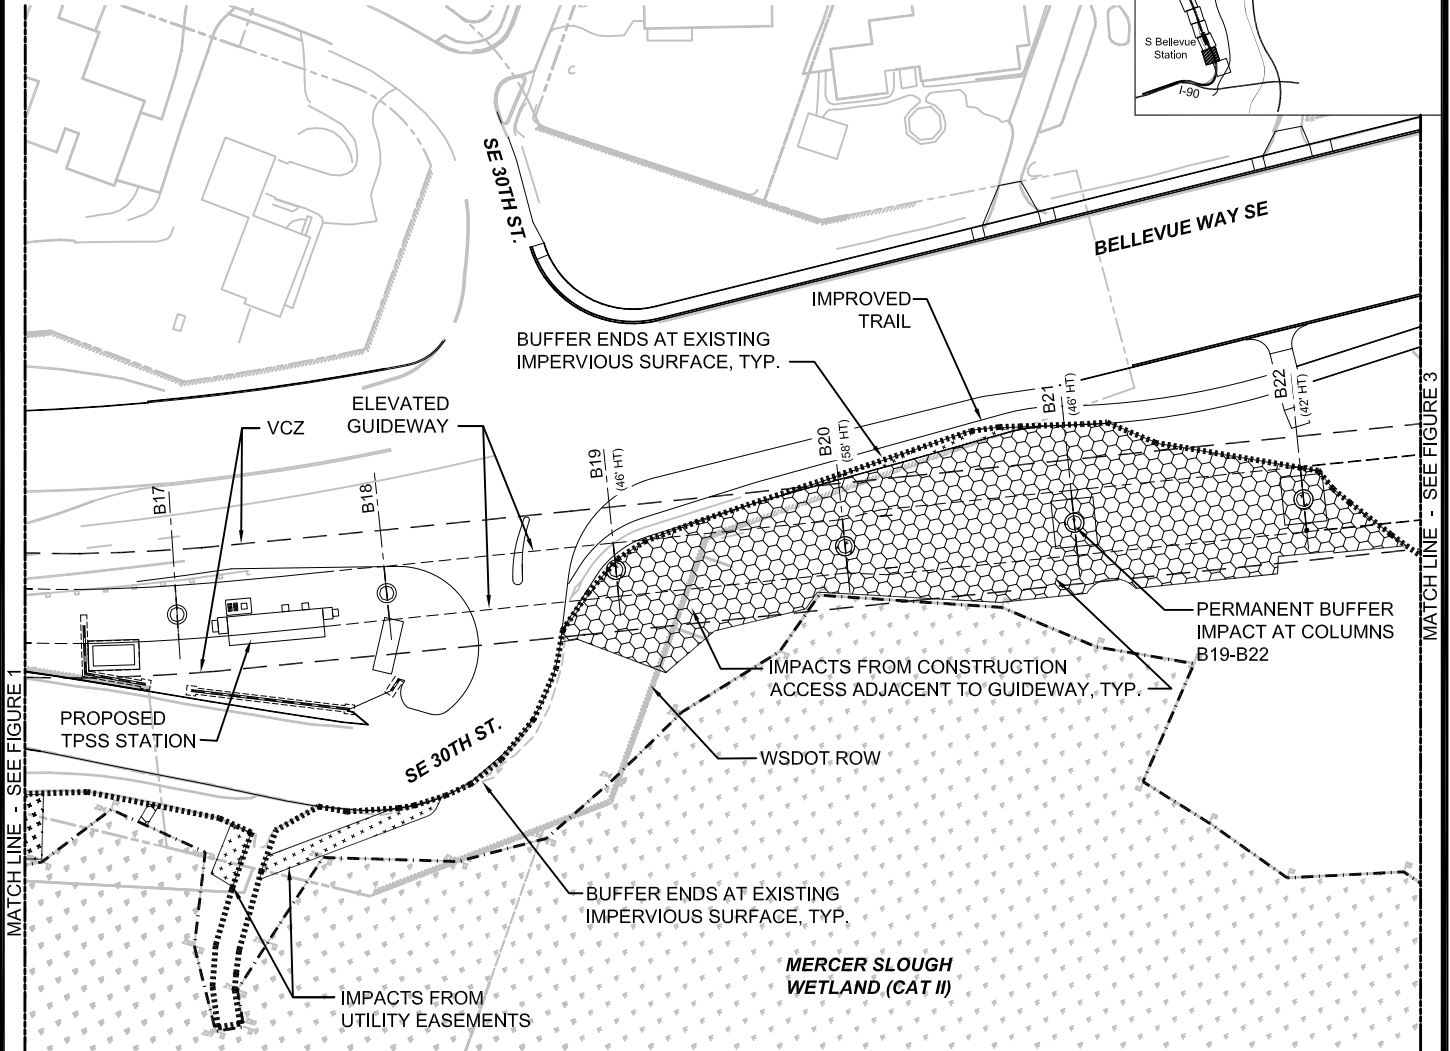 S Bellevue
Station
I-90
SE 30TH ST.
BELLEVUE WAY SE
IMPROVED
TRAIL
BUFFER ENDS AT EXISTING
IMPERVIOUS SURFACE, TYP.
ELEVATED
GUIDEWAY
VCZ
B17
B18
B19
(46' HT)
B20
(58' HT)
B21
(46' HT)
B22
(42' HT)
MATCH LINE - SEE FIGURE 3
PERMANENT BUFFER
IMPACT AT COLUMNS
B19-B22
IMPACTS FROM CONSTRUCTION
ACCESS ADJACENT TO GUIDEWAY, TYP.
PROPOSED
TPSS STATION
SE 30TH ST.
WSDOT ROW
MATCH LINE - SEE FIGURE 1
BUFFER ENDS AT EXISTING
IMPERVIOUS SURFACE, TYP.
MERCER SLOUGH
WETLAND (CAT II)
IMPACTS FROM
UTILITY EASEMENTS